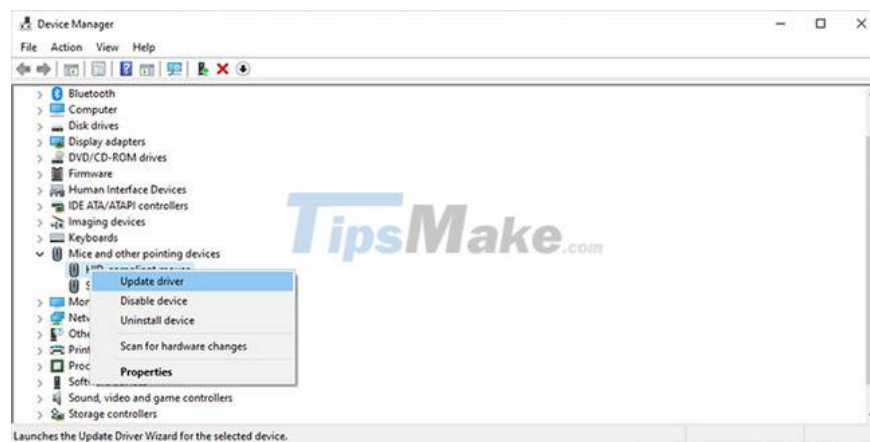 Device Manager
File Action View Help
Bluetooth
Computer
Disk drives
Display adapters
DVD/CD-ROM drives
Firmware
Human Interface Devices
IDE ATA/ATAPI controllers
Imaging devices
Keyboards
Mice and other pointing devices
TipsMake.com
Update driver
Disable device
Uninstall device
Scan for hardware changes
Properties
Sound, video and game controllers
Storage controllers
Launches the Update Driver Wizard for the selected device.